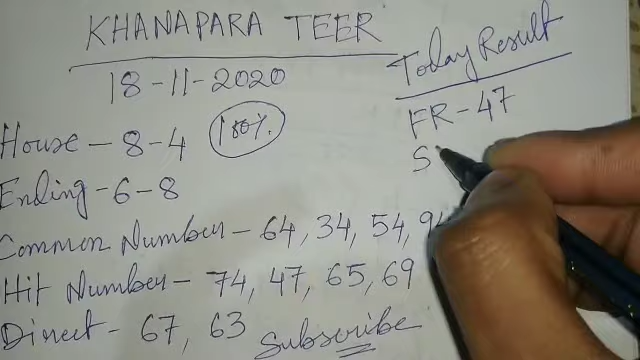 KHANAPARA TEER
18-11-2020
100%
House - 8-4
Ending - 6-8
Common Number - 64, 34, 54, 94
Hit Number - 74, 47, 65, 69
Direct - 67, 63
Subscribe
Today Result
FR - 47
S